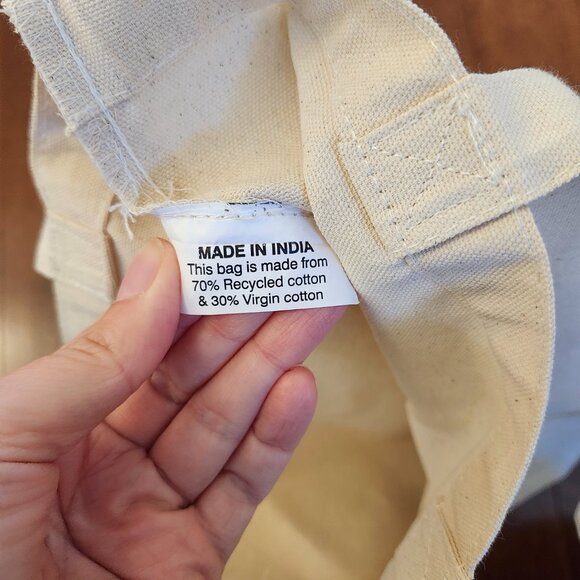 MADE IN INDIA
This bag is made from
70% Recycled cotton
& 30% Virgin cotton